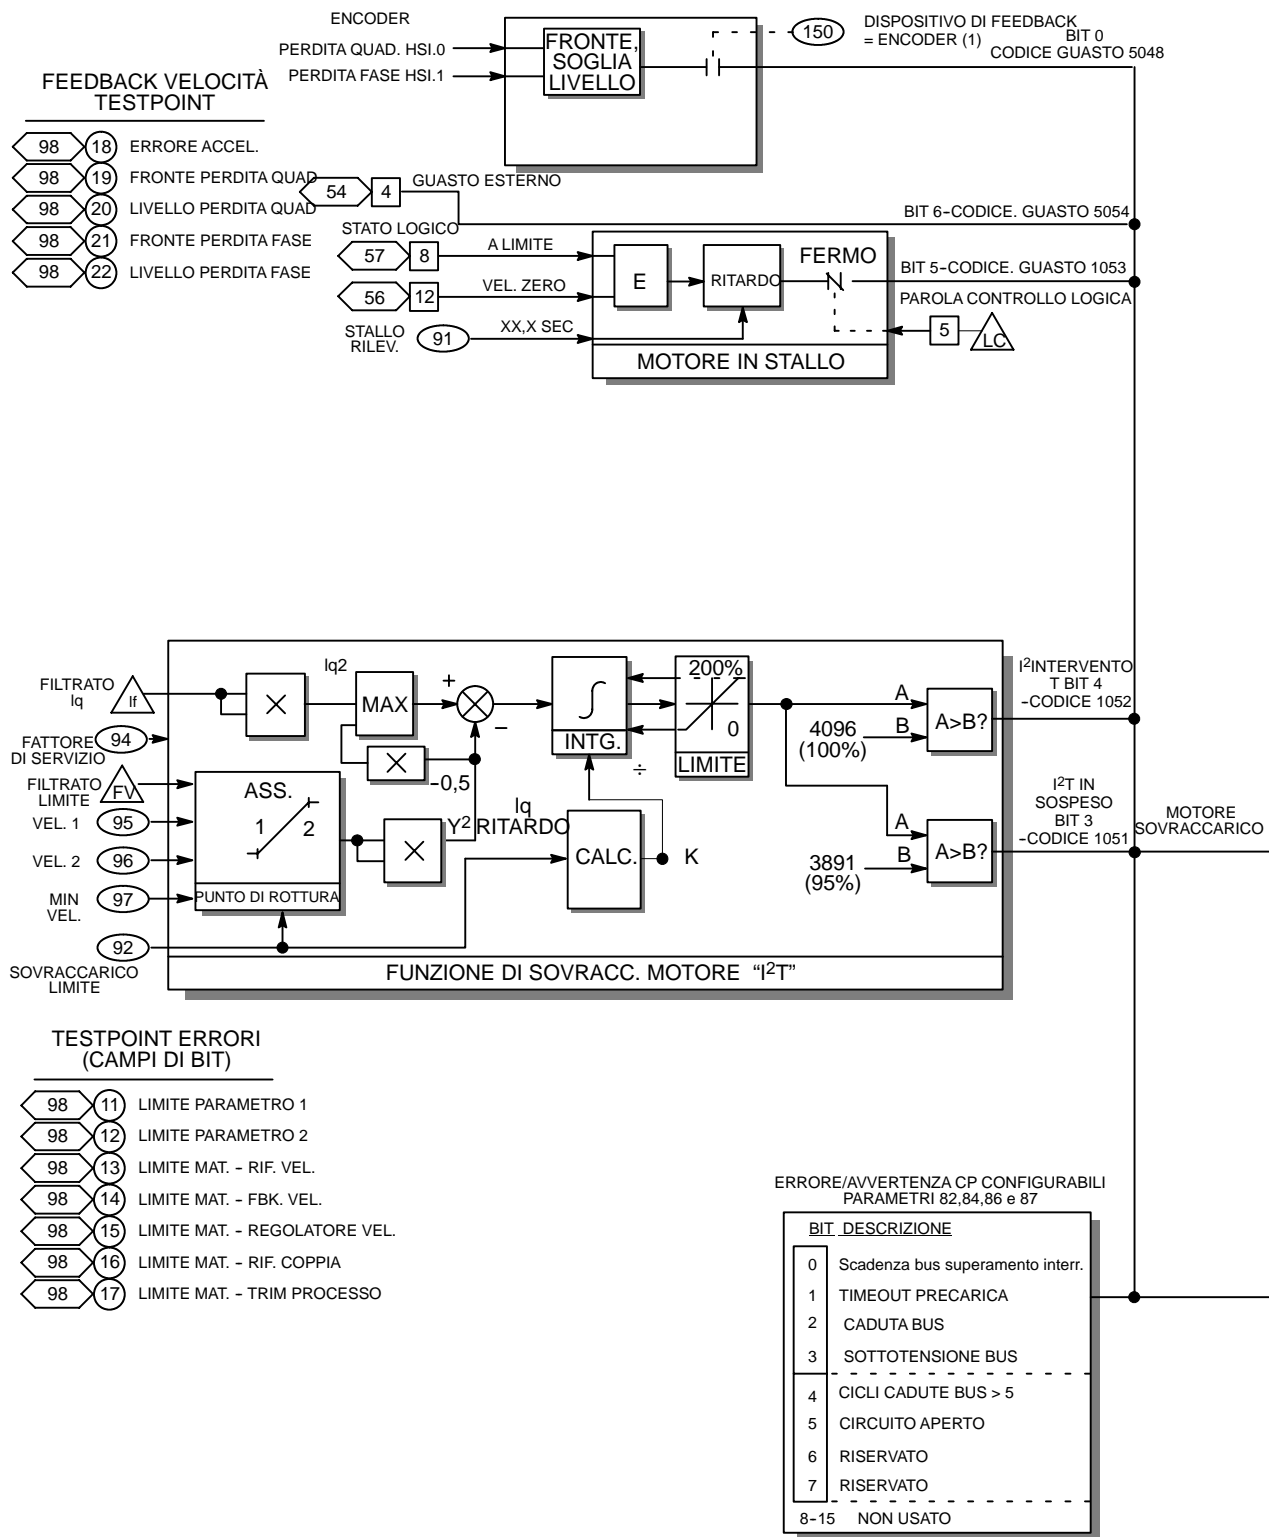 ENCODER
PERDITA QUAD. HSI.0
PERDITA FASE HSI.1
FRONTE,
SOGLIA
LIVELLO
150
DISPOSITIVO DI FEEDBACK
= ENCODER (1)
BIT 0
CODICE GUASTO 5048
FEEDBACK VELOCITÀ
TESTPOINT
98 18 ERRORE ACCEL.
98 19 FRONTE PERDITA QUAD
98 20 LIVELLO PERDITA QUAD
98 21 FRONTE PERDITA FASE
98 22 LIVELLO PERDITA FASE
54 4 GUASTO ESTERNO
BIT 6-CODICE. GUASTO 5054
STATO LOGICO
57 8 A LIMITE
56 12 VEL. ZERO
STALLO
RILEV.
91 XX,X SEC
E
RITARDO
FERMO
BIT 5-CODICE. GUASTO 1053
PAROLA CONTROLLO LOGICA
5 LC
MOTORE IN STALLO
FILTRATO
Iq
If
Iq2
MAX
+
−
INTG.
200%
0
LIMITE
÷
A
4096
(100%)
B
A>B?
I2INTERVENTO
T BIT 4
-CODICE 1052
94
FATTORE
DI SERVIZIO
FILTRATO
LIMITE
FV
VEL. 1 95
VEL. 2 96
MIN
VEL.
97
92
SOVRACCARICO
LIMITE
ASS.
1 2
PUNTO DI ROTTURA
-0,5
Y2
Iq
RITARDO
CALC.
K
A
3891
(95%)
B
A>B?
I2T IN
SOSPESO
BIT 3
-CODICE 1051
MOTORE
SOVRACCARICO
FUNZIONE DI SOVRACC. MOTORE “I2T”
TESTPOINT ERRORI
(CAMPI DI BIT)
98 11 LIMITE PARAMETRO 1
98 12 LIMITE PARAMETRO 2
98 13 LIMITE MAT. - RIF. VEL.
98 14 LIMITE MAT. - FBK. VEL.
98 15 LIMITE MAT. - REGOLATORE VEL.
98 16 LIMITE MAT. - RIF. COPPIA
98 17 LIMITE MAT. - TRIM PROCESSO
ERRORE/AVVERTENZA CP CONFIGURABILI
PARAMETRI 82,84,86 e 87
BIT DESCRIZIONE
0 Scadenza bus superamento interr.
1 TIMEOUT PRECARICA
2 CADUTA BUS
3 SOTTOTENSIONE BUS
4 CICLI CADUTE BUS > 5
5 CIRCUITO APERTO
6 RISERVATO
7 RISERVATO
8-15 NON USATO